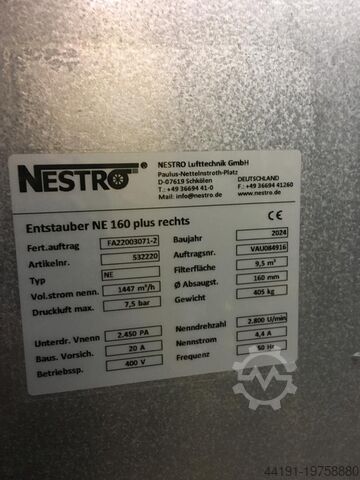 NESTRO®
NESTRO Lufttechnik GmbH
Paulus-Nettelnstroth-Platz
D-07619 Schkölen DEUTSCHLAND
T.: +49 36694 41-0 F.: +49 36694 41260
Mail: info@nestro.de www.nestro.de
Entstauber NE 160 plus rechts CE
Fert.auftrag FA22003071-2
Artikelnr. 532220
Typ NE
Vol.strom nenn. 1447 m³/h
Druckluft max. 7,5 bar
Unterdr. Vnenn 2.450 PA
Baus. Vorsich. 20 A
Betriebssp. 400 V
Baujahr 2024
Auftragsnr. VAU084916
Filterfläche 9,5 m²
Ø Absaugst. 160 mm
Gewicht 405 kg
Nenndrehzahl 2.800 U/min
Nennstrom 4,4 A
Frequenz 50 Hz
44191-19758880